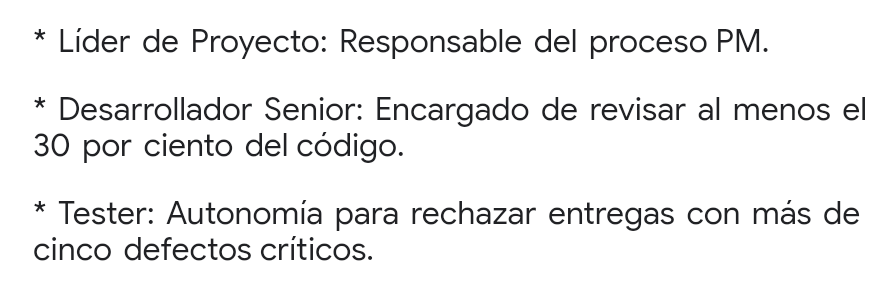 * Líder de Proyecto: Responsable del proceso PM.
* Desarrollador Senior: Encargado de revisar al menos el
30 por ciento del código.
* Tester: Autonomía para rechazar entregas con más de
cinco defectos críticos.